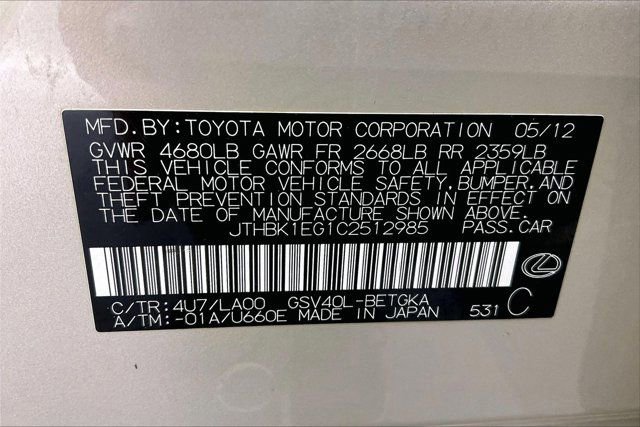 MFD.BY:TOYOTA MOTOR CORPORATION 05/12
GVWR 4680LB GAWR FR 2668LB RR 2359LB
THIS VEHICLE CONFORMS TO ALL APPLICABLE
FEDERAL MOTOR VEHICLE SAFETY,BUMPER,AND
THEFT PREVENTION STANDARDS IN EFFECT ON
THE DATE OF MANUFACTURE SHOWN ABOVE.
JTHBK1EG1C2512985 PASS.CAR
C/TR:4U7/LA00 GSV40L-BETGKA
A/TM:-01A/U660E MADE IN JAPAN 531 C